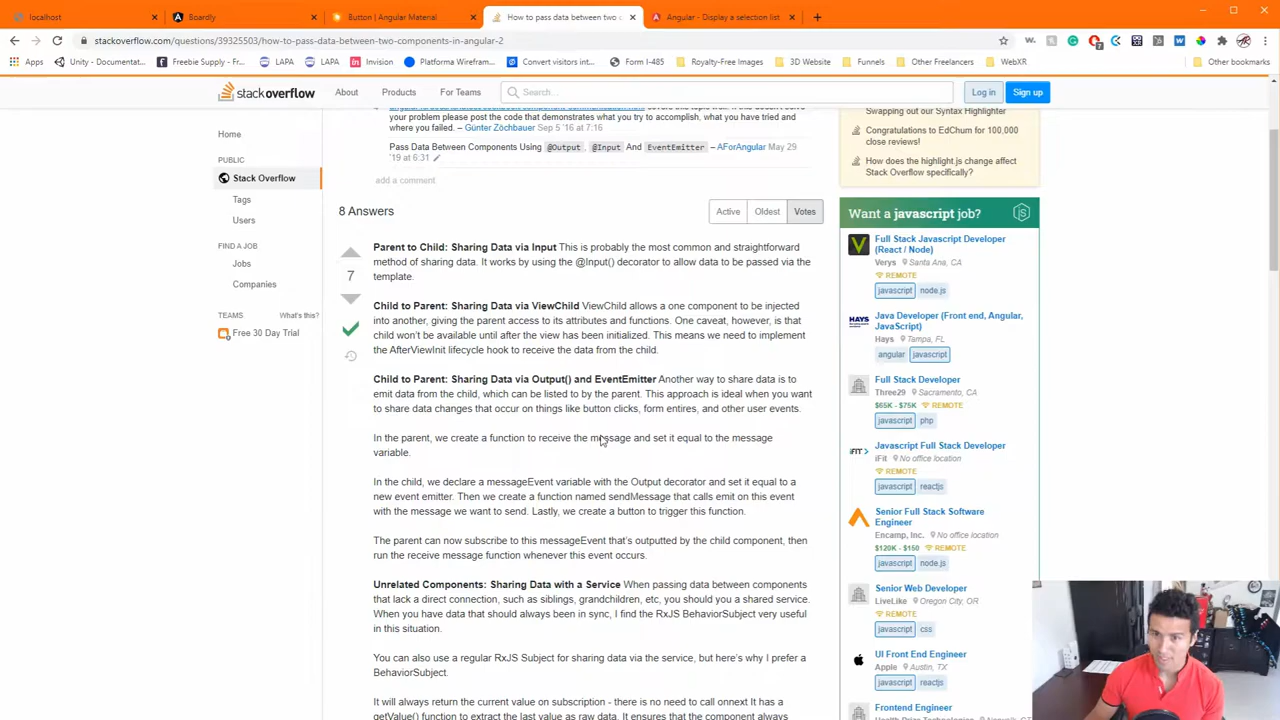 localhost
Boardly
Button | Angular Material
How to pass data between two c
Angular - Display a selection list
stackoverflow.com/questions/39325503/how-to-pass-data-between-two-components-in-angular-2
Apps
Unity - Documentat...
Freebie Supply - Fr...
LAPA
LAPA
Invision
Platforma Wirefram...
Convert visitors int...
Form I-485
Royalty-Free Images
3D Website
Funnels
Other Freelancers
WebXR
Other bookmarks
stackoverflow
About
Products
For Teams
Search...
Log in
Sign up
Home
PUBLIC
Stack Overflow
Tags
Users
FIND A JOB
Jobs
Companies
TEAMS
What's this?
Free 30 Day Trial
your problem please post the code that demonstrates what you try to accomplish, what you have tried and
where you failed. – Günter Zöchbauer Sep 5 '16 at 7:16
Pass Data Between Components Using @Output, @Input And EventEmitter – AForAngular May 29
'19 at 6:31
add a comment
8 Answers
Active
Oldest
Votes
7
Parent to Child: Sharing Data via Input This is probably the most common and straightforward
method of sharing data. It works by using the @Input() decorator to allow data to be passed via the
template.
Child to Parent: Sharing Data via ViewChild ViewChild allows a one component to be injected
into another, giving the parent access to its attributes and functions. One caveat, however, is that
child won't be available until after the view has been initialized. This means we need to implement
the AfterViewInit lifecycle hook to receive the data from the child.
Child to Parent: Sharing Data via Output() and EventEmitter Another way to share data is to
emit data from the child, which can be listed to by the parent. This approach is ideal when you want
to share data changes that occur on things like button clicks, form entires, and other user events.
In the parent, we create a function to receive the message and set it equal to the message
variable.
In the child, we declare a messageEvent variable with the Output decorator and set it equal to a
new event emitter. Then we create a function named sendMessage that calls emit on this event
with the message we want to send. Lastly, we create a button to trigger this function.
The parent can now subscribe to this messageEvent that's outputted by the child component, then
run the receive message function whenever this event occurs.
Unrelated Components: Sharing Data with a Service When passing data between components
that lack a direct connection, such as siblings, grandchildren, etc, you should you a shared service.
When you have data that should always been in sync, I find the RxJS BehaviorSubject very useful
in this situation.
You can also use a regular RxJS Subject for sharing data via the service, but here's why I prefer a
BehaviorSubject.
It will always return the current value on subscription - there is no need to call onnext It has a
getValue() function to extract the last value as raw data. It ensures that the component always
Swapping out our Syntax Highlighter
Congratulations to EdChum for 100,000
close reviews!
How does the highlight.js change affect
Stack Overflow specifically?
Want a javascript job?
Full Stack Javascript Developer
(React / Node)
Verys
Santa Ana, CA
REMOTE
javascript
node.js
Java Developer (Front end, Angular,
JavaScript)
HAYS
Hays
Tampa, FL
angular
javascript
Full Stack Developer
Three29
Sacramento, CA
$65K - $75K
REMOTE
javascript
php
Javascript Full Stack Developer
iFIT
iFit
No office location
REMOTE
javascript
reactjs
Senior Full Stack Software
Engineer
Encamp, Inc.
No office location
$120K - $150
REMOTE
javascript
node.js
Senior Web Developer
LiveLike
Oregon City, OR
REMOTE
javascript
css
UI Front End Engineer
Apple
Austin, TX
javascript
reactjs
Frontend Engineer